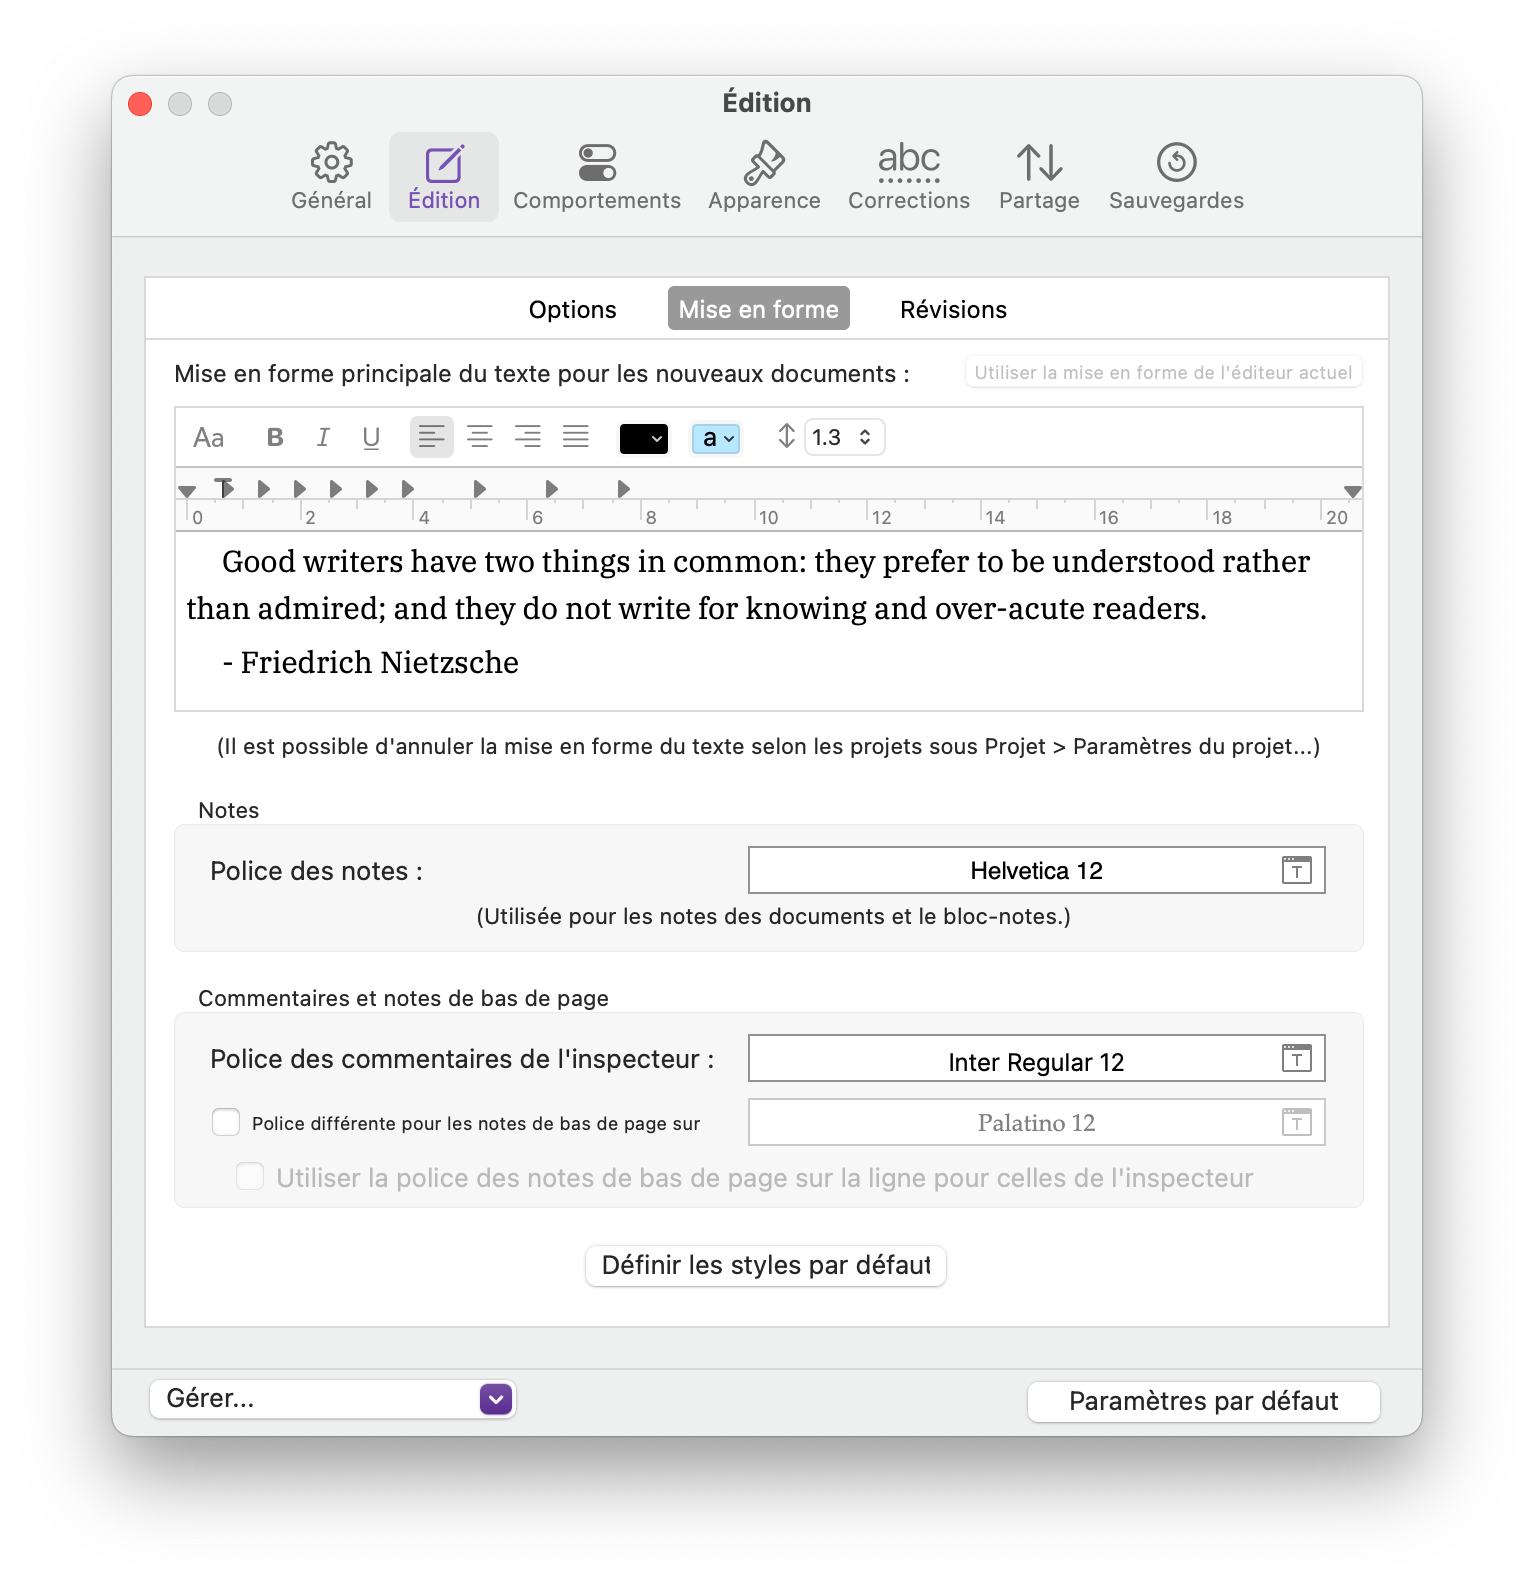 Édition
Général
Édition
Comportements
abc
Apparence
Corrections
Partage
Sauvegardes
Options
Mise en forme
Révisions
Mise en forme principale du texte pour les nouveaux documents :
Utiliser la mise en forme de l'éditeur actuel
Aa B I U a 1.3
0 2 4 6 8 10 12 14 16 18 20
Good writers have two things in common: they prefer to be understood rather
than admired; and they do not write for knowing and over-acute readers.
- Friedrich Nietzsche
(Il est possible d'annuler la mise en forme du texte selon les projets sous Projet > Paramètres du projet...)
Notes
Police des notes :
Helvetica 12
T
(Utilisée pour les notes des documents et le bloc-notes.)
Commentaires et notes de bas de page
Police des commentaires de l'inspecteur :
Inter Regular 12
T
Police différente pour les notes de bas de page sur
Palatino 12
T
Utiliser la police des notes de bas de page sur la ligne pour celles de l'inspecteur
Définir les styles par défaut
Gérer...
Paramètres par défaut